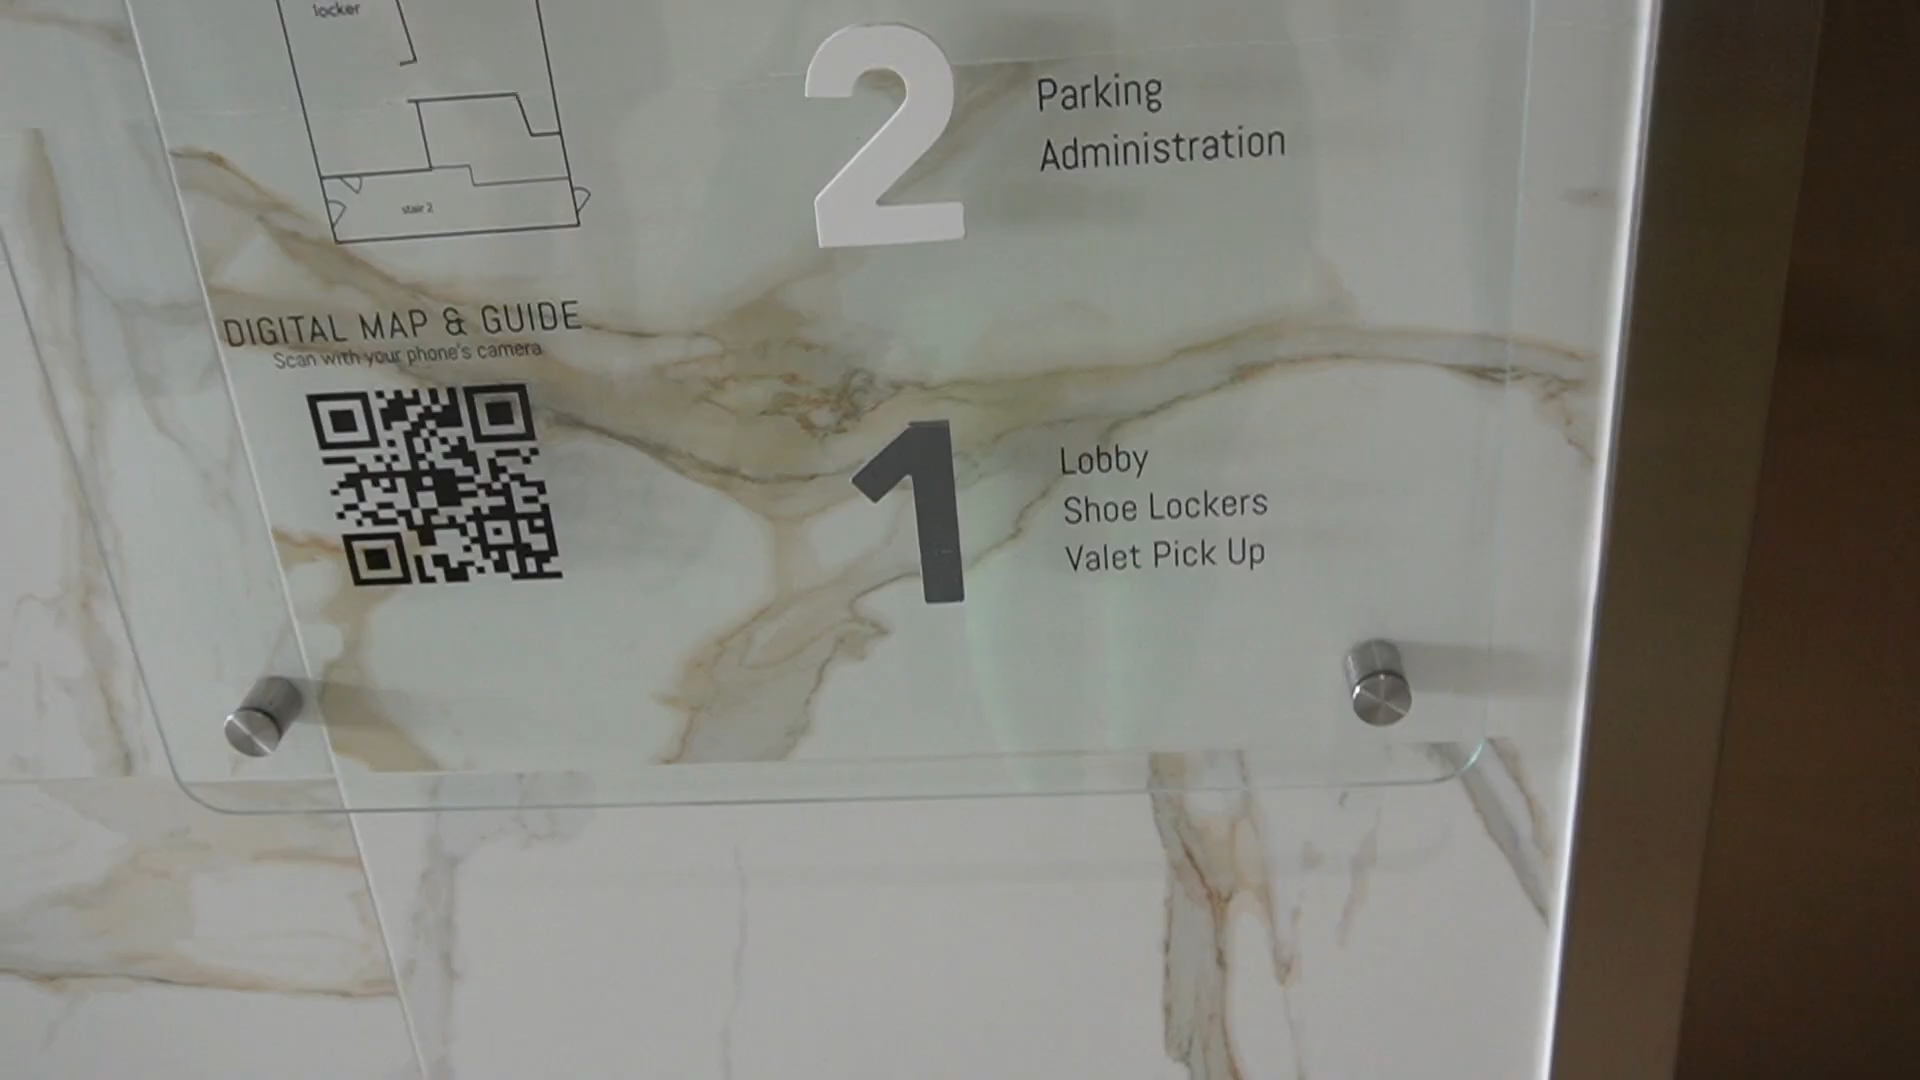 locker
stair 2
DIGITAL MAP & GUIDE
Scan with your phone's camera
2
Parking
Administration
1
Lobby
Shoe Lockers
Valet Pick Up